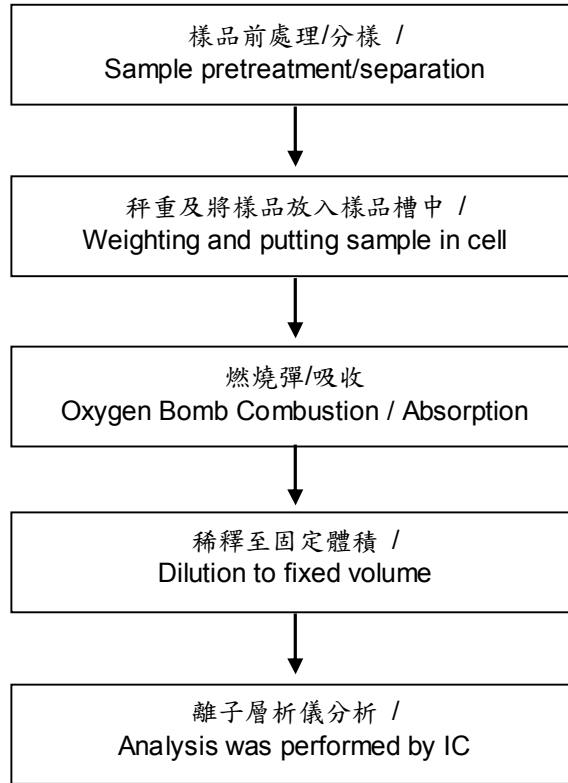 樣品前處理/分樣 /
Sample pretreatment/separation
秤重及將樣品放入樣品槽中 /
Weighting and putting sample in cell
燃燒彈/吸收
Oxygen Bomb Combustion / Absorption
稀釋至固定體積 /
Dilution to fixed volume
離子層析儀分析 /
Analysis was performed by IC